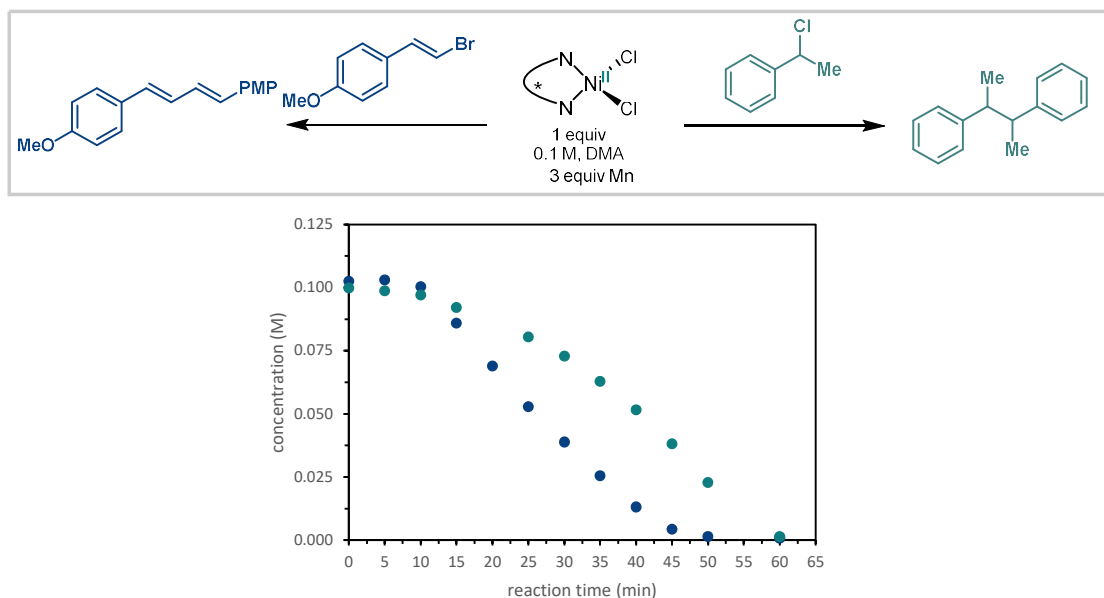 PMP
MeO
Br
MeO
N
N
*
Ni
II
Cl
Cl
1 equiv
0.1 M, DMA
3 equiv Mn
Cl
Me
Me
Me
concentration (M)
0.125
0.100
0.075
0.050
0.025
0.000
0 5 10 15 20 25 30 35 40 45 50 55 60 65
reaction time (min)